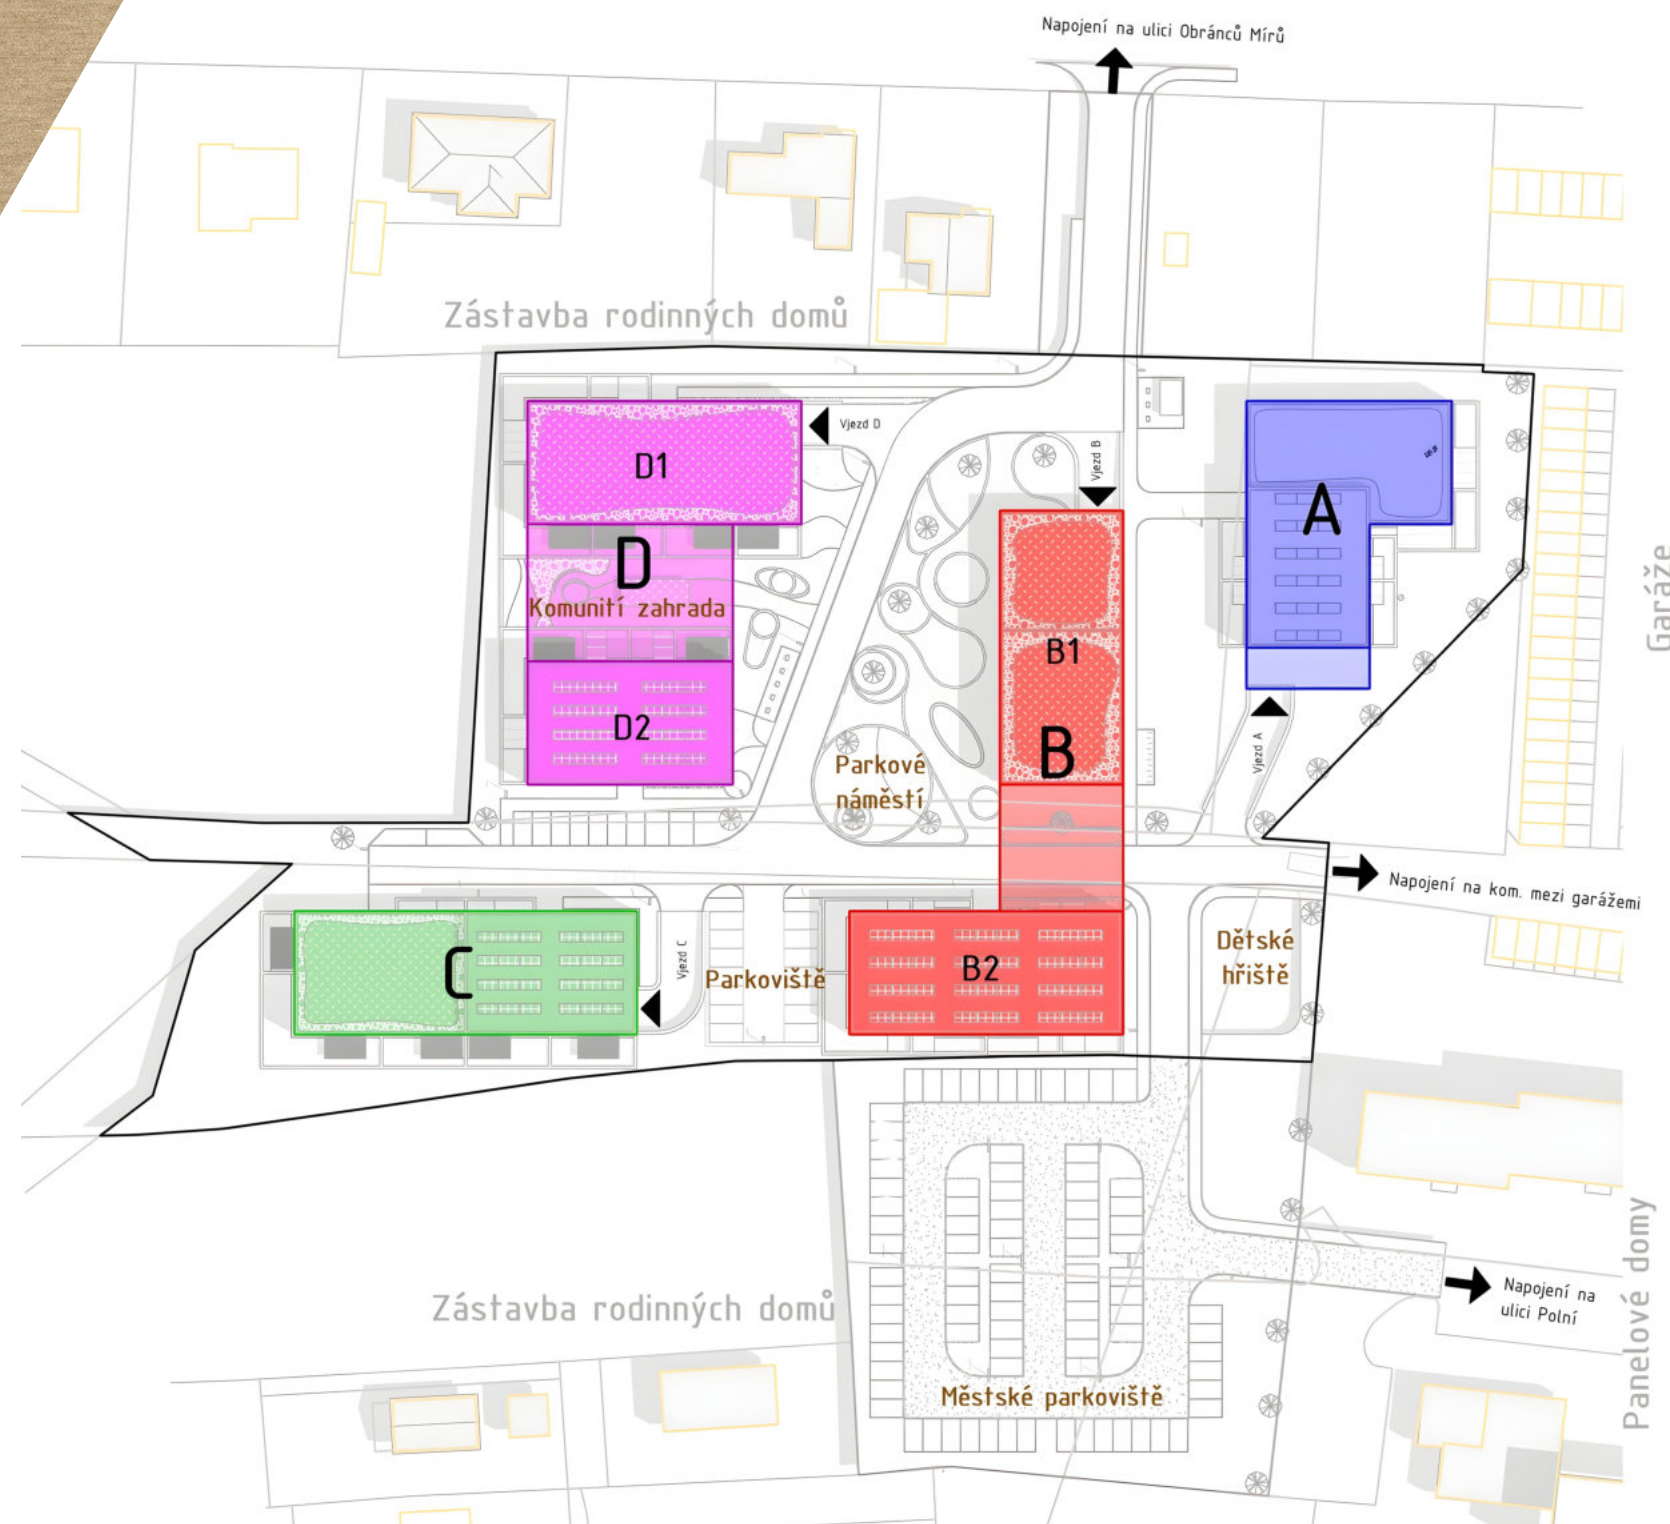 Napojení na ulici Obránců Mírů
Zástavba rodinných domů
Vjezd D
Vjezd B
D1
A
D
Komunití zahrada
Garáže
B1
D2
B
Vjezd A
Parkové
náměstí
Napojení na kom. mezi garážemi
C
Vjezd C
Parkoviště
B2
Dětské
hřiště
Zástavba rodinných domů
Napojení na
ulici Polní
Panelové domy
Městské parkoviště